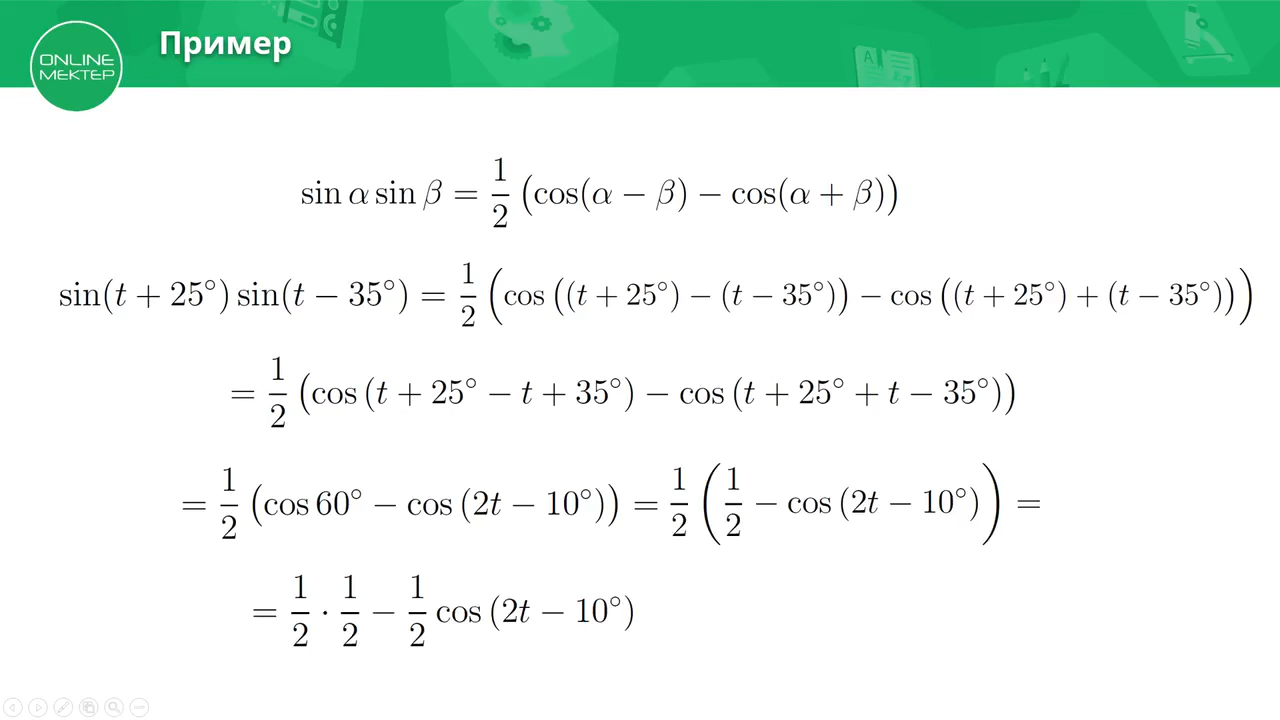 Пример
ONLINE
МЕКТЕР
sin α sin β = 1/2 (cos(α − β) − cos(α + β))
sin(t + 25°) sin(t − 35°) = 1/2 (cos ((t + 25°) − (t − 35°)) − cos ((t + 25°) + (t − 35°)))
= 1/2 (cos (t + 25° − t + 35°) − cos (t + 25° + t − 35°))
= 1/2 (cos 60° − cos (2t − 10°)) = 1/2 (1/2 − cos (2t − 10°)) =
= 1/2 · 1/2 − 1/2 cos (2t − 10°)